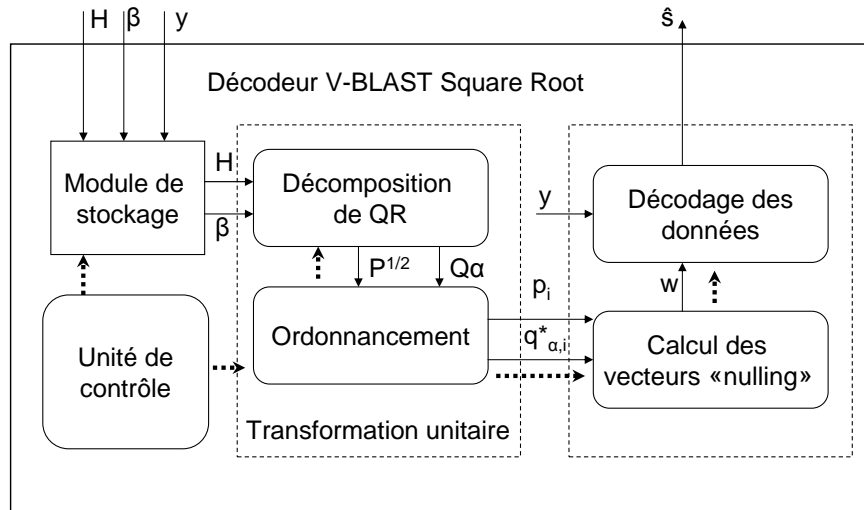 H β y ŝ
Décodeur V-BLAST Square Root
Module de
stockage
H
β
Décomposition
de QR
P1/2 Qα
Ordonnancement
Transformation unitaire
Unité de
contrôle
pi
q*α,i
y
Décodage des
données
w
Calcul des
vecteurs «nulling»